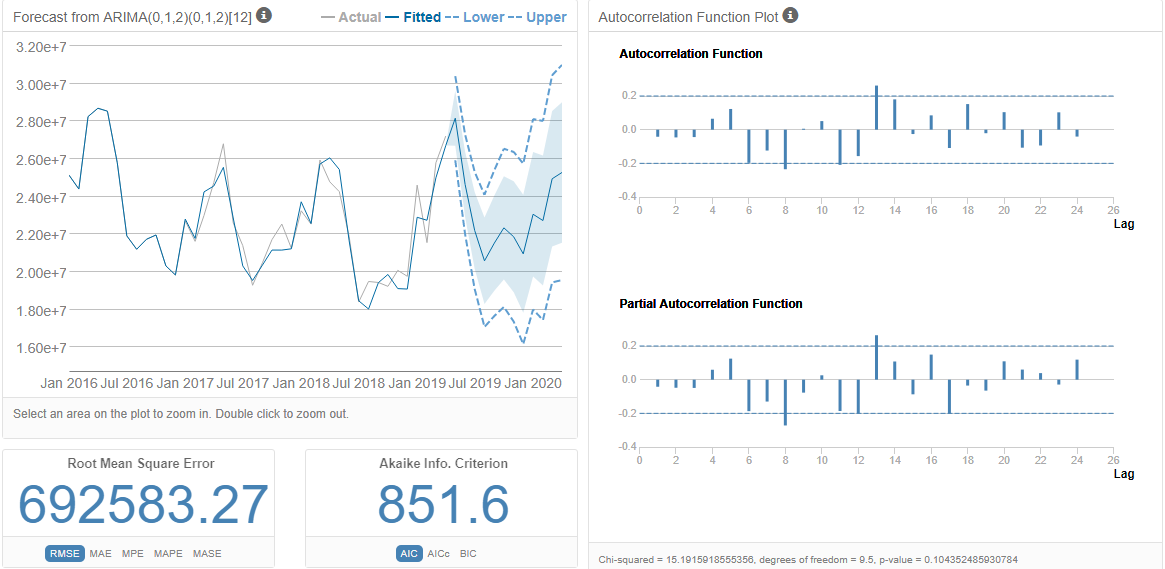 Forecast from ARIMA(0,1,2)(0,1,2)[12] i
Actual Fitted Lower Upper
3.20e+7
3.00e+7
2.80e+7
2.60e+7
2.40e+7
2.20e+7
2.00e+7
1.80e+7
1.60e+7
Jan 2016 Jul 2016 Jan 2017 Jul 2017 Jan 2018 Jul 2018 Jan 2019 Jul 2019 Jan 2020
Select an area on the plot to zoom in. Double click to zoom out.
Root Mean Square Error
692583.27
RMSE MAE MPE MAPE MASE
Akaike Info. Criterion
851.6
AIC AICc BIC
Autocorrelation Function Plot i
Autocorrelation Function
0.2
0.0
-0.2
-0.4
0 2 4 6 8 10 12 14 16 18 20 22 24 26
Lag
Partial Autocorrelation Function
0.2
0.0
-0.2
-0.4
0 2 4 6 8 10 12 14 16 18 20 22 24 26
Lag
Chi-squared = 15.1915918555356, degrees of freedom = 9.5, p-value = 0.104352485930784